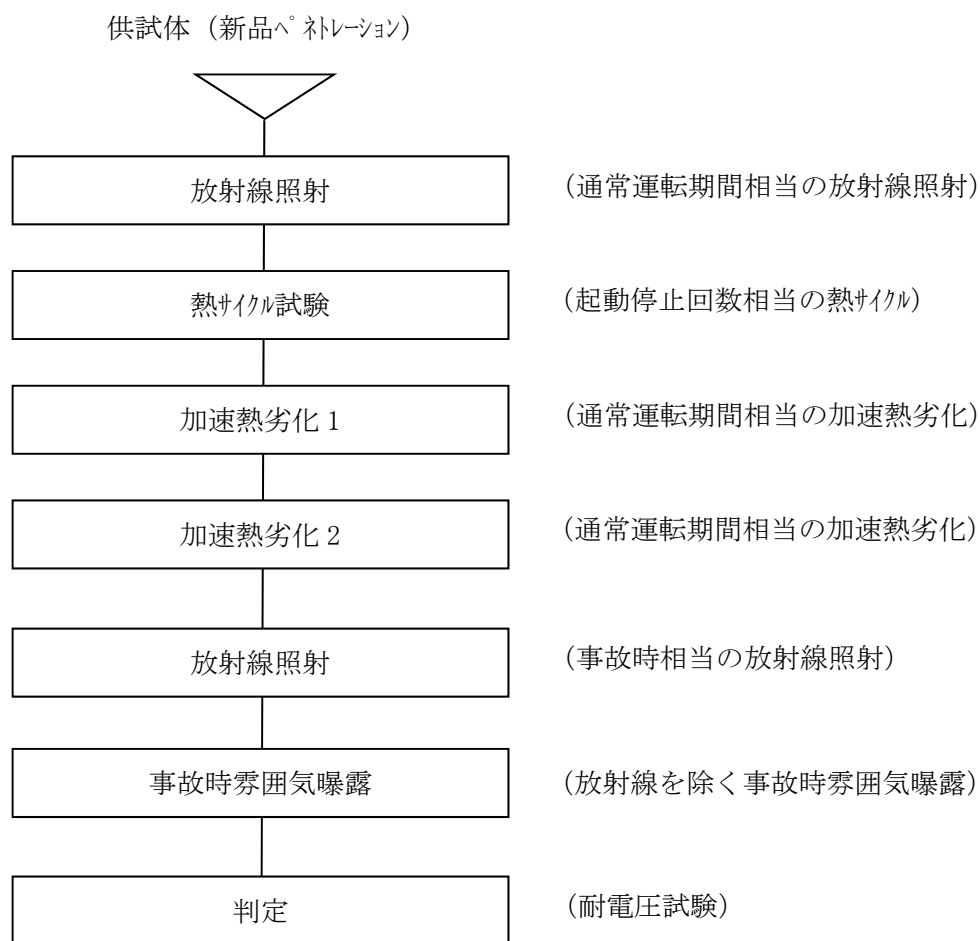 供試体（新品ﾍﾟﾈﾄﾚｰｼｮﾝ）
放射線照射 （通常運転期間相当の放射線照射）
熱ｻｲｸﾙ試験 （起動停止回数相当の熱ｻｲｸﾙ）
加速熱劣化 1 （通常運転期間相当の加速熱劣化）
加速熱劣化 2 （通常運転期間相当の加速熱劣化）
放射線照射 （事故時相当の放射線照射）
事故時雰囲気曝露 （放射線を除く事故時雰囲気曝露）
判定 （耐電圧試験）